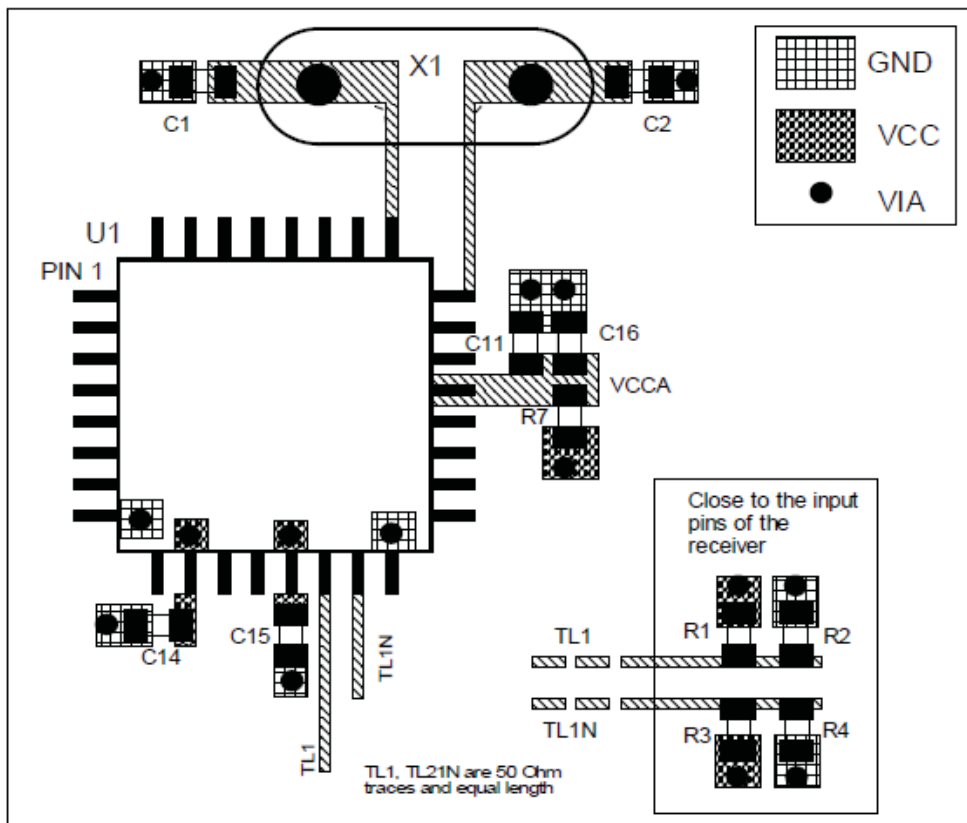 X1
GND
C1
C2
VCC
VIA
U1
PIN 1
C11
C16
VCCA
R7
Close to the input
pins of the
receiver
R1
R2
TL1
C14
C15
TL1N
TL1
TL1N
R3
R4
TL1, TL21N are 50 Ohm
traces and equal length